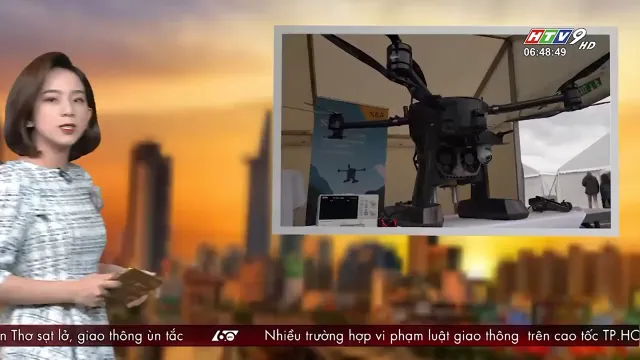 HTV9 HD
06:48:49
n Thơ sạt lở, giao thông ùn tắc
60
Nhiều trường hợp vi phạm luật giao thông trên cao tốc TP.HC